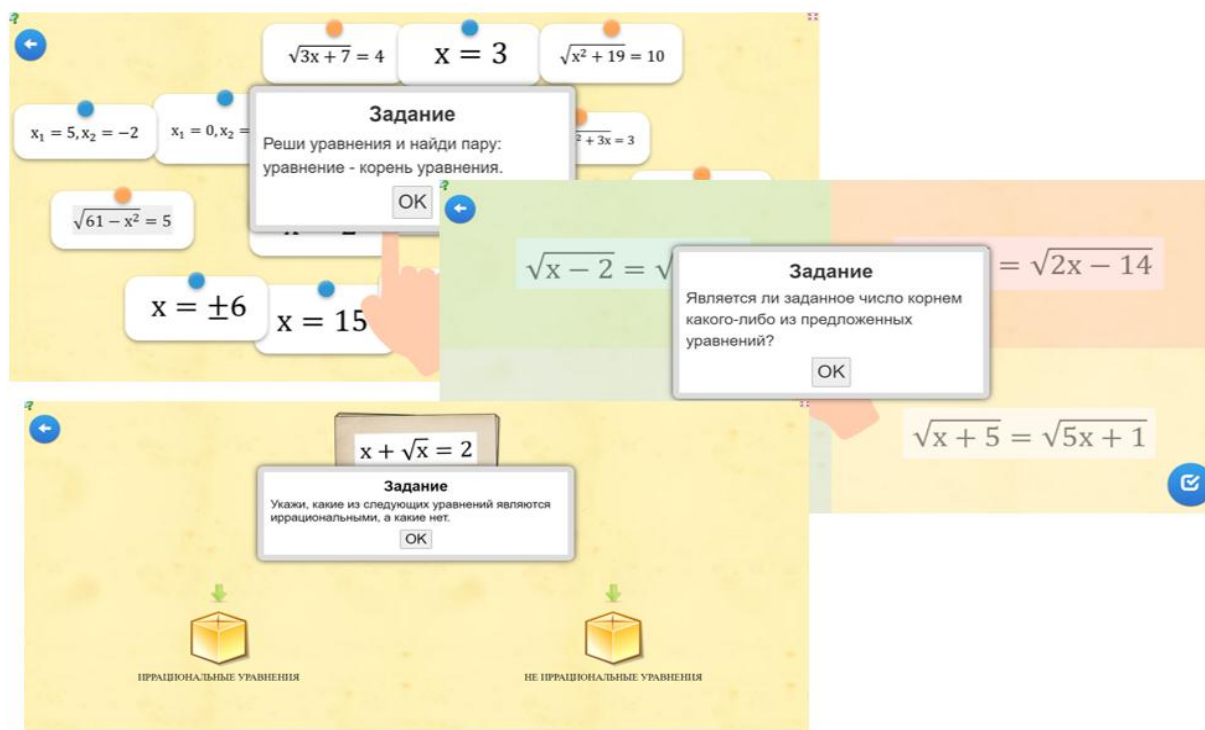 √(3x + 7) = 4
x = 3
√(x² + 19) = 10
x₁ = 5, x₂ = −2
x₁ = 0, x₂ =
² + 3x = 3
Задание
Реши уравнения и найди пару:
уравнение - корень уравнения.
OK
√(61 − x²) = 5
x = ±6
x = 15
√(x − 2) = √
= √(2x − 14)
Задание
Является ли заданное число корнем
какого-либо из предложенных
уравнений?
OK
√(x + 5) = √(5x + 1)
x + √x = 2
Задание
Укажи, какие из следующих уравнений являются
иррациональными, а какие нет.
OK
ИРРАЦИОНАЛЬНЫЕ УРАВНЕНИЯ
НЕ ИРРАЦИОНАЛЬНЫЕ УРАВНЕНИЯ